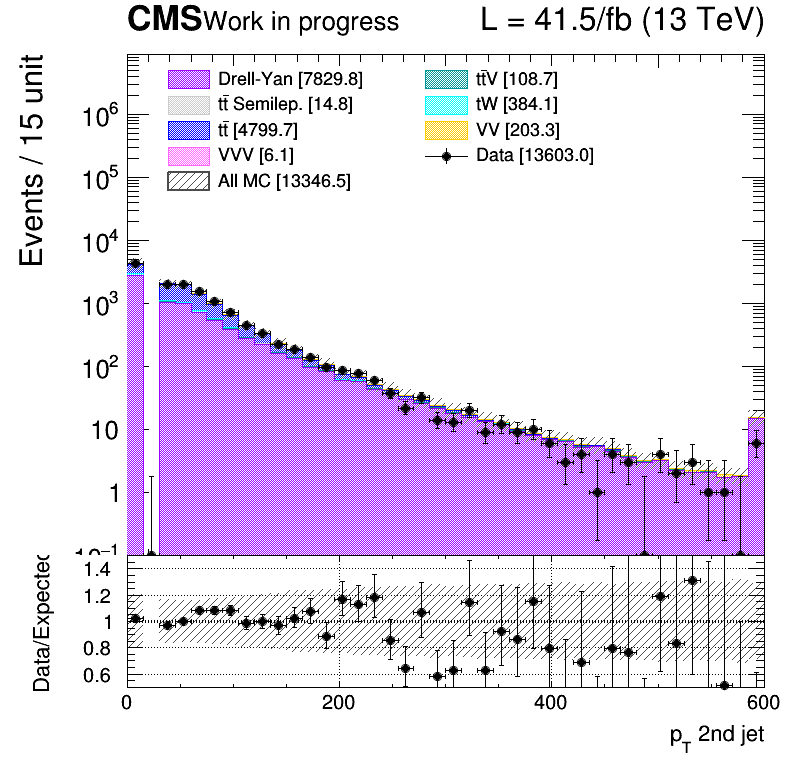 CMS Work in progress L = 41.5/fb (13 TeV)
Events / 15 unit
Drell-Yan [7829.8]
tt̄ Semilep. [14.8]
tt̄ [4799.7]
VVV [6.1]
All MC [13346.5]
tt̄V [108.7]
tW [384.1]
VV [203.3]
Data [13603.0]
10⁶
10⁵
10⁴
10³
10²
10
1
10⁻¹
Data/Expected
1.4
1.2
1
0.8
0.6
0 200 400 600
p_T 2nd jet